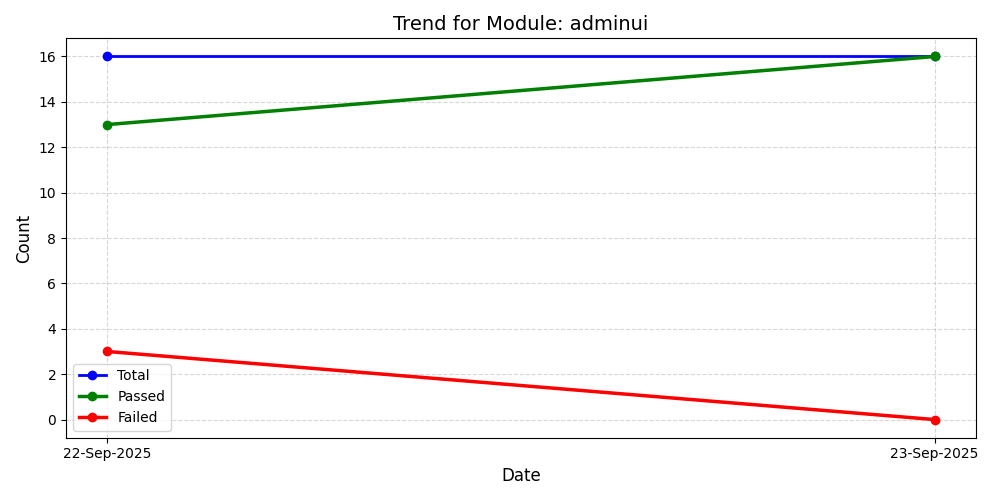 Trend for Module: adminui
Count
16
14
12
10
8
6
4
2
0
Total
Passed
Failed
22-Sep-2025
23-Sep-2025
Date